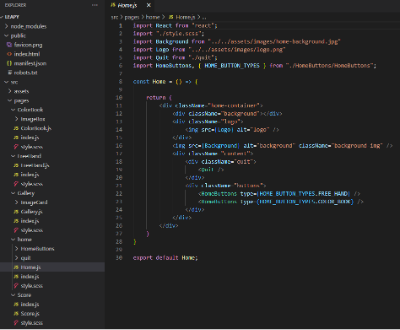 EXPLORER
LEAPY
node_modules
public
favicon.png
index.html
manifest.json
robots.txt
src
assets
pages
ColorBook
ImageBox
ColorBook.js
index.js
style.scss
FreeHand
FreeHand.js
index.js
style.scss
Gallery
ImageCard
Gallery.js
index.js
style.scss
home
HomeButtons
quit
Home.js
index.js
style.scss
Score
index.js
Score.js
style.scss
JS Home.js ×
src > pages > home > JS Home.js > ...
1 import React from "react";
2 import "./style.scss";
3 import Background from "../../assets/images/home-background.jpg"
4 import Logo from "../../assets/images/logo.png"
5 import Quit from "./quit";
6 import HomeButtons, { HOME_BUTTON_TYPES } from "./HomeButtons/HomeButtons";
7
8 const Home = () => {
9
10 return (
11 <div className="home-container">
12 <div className="background"></div>
13 <div className="logo">
14 <img src={Logo} alt="logo" />
15 </div>
16 <img src={Background} alt="background" className="background-img" />
17 <div className="content">
18 <div className="quit">
19 <Quit />
20 </div>
21 <div className="buttons">
22 <HomeButtons type={HOME_BUTTON_TYPES.FREE_HAND} />
23 <HomeButtons type={HOME_BUTTON_TYPES.COLOR_BOOK} />
24 </div>
25 </div>
26 </div>
27 )
28 }
29
30 export default Home;